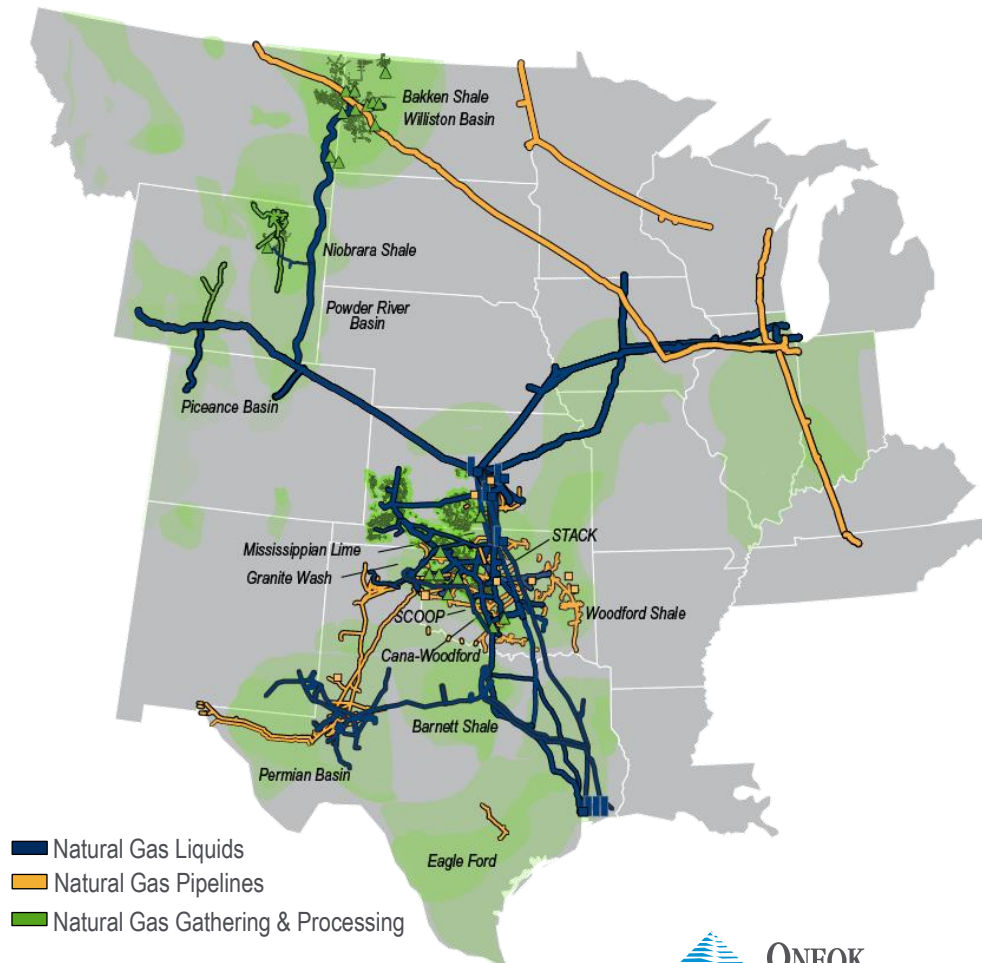 Bakken Shale
Williston Basin
Niobrara Shale
Powder River
Basin
Piceance Basin
Mississippian Lime
STACK
Granite Wash
SCOOP
Woodford Shale
Cana-Woodford
Barnett Shale
Permian Basin
Eagle Ford
Natural Gas Liquids
Natural Gas Pipelines
Natural Gas Gathering & Processing
ONEOK